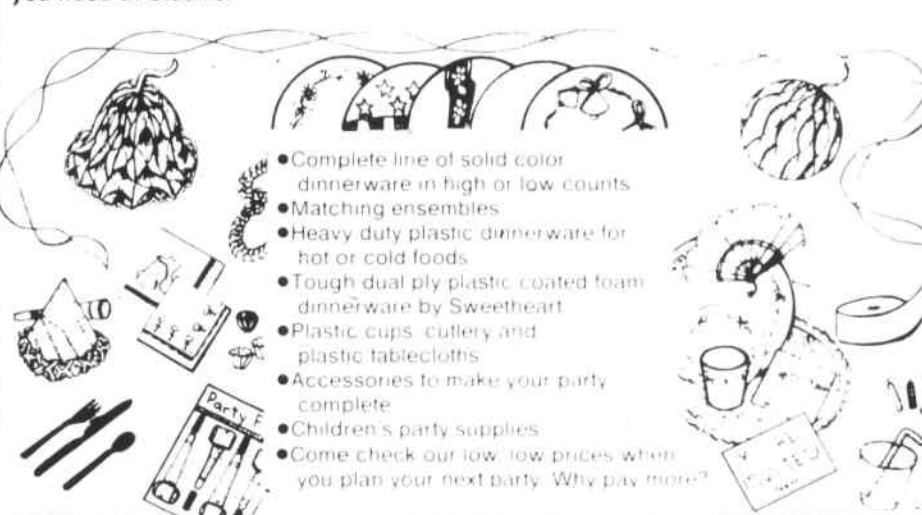 ●Complete line of solid color
dinnerware in high or low counts
●Matching ensembles
●Heavy duty plastic dinnerware for
hot or cold foods
●Tough dual ply plastic coated foam
dinnerware by Sweetheart
●Plastic cups, cutlery and
plastic tablecloths
●Accessories to make your party
complete
●Children's party supplies
●Come check our low, low prices when
you plan your next party. Why pay more?
Party